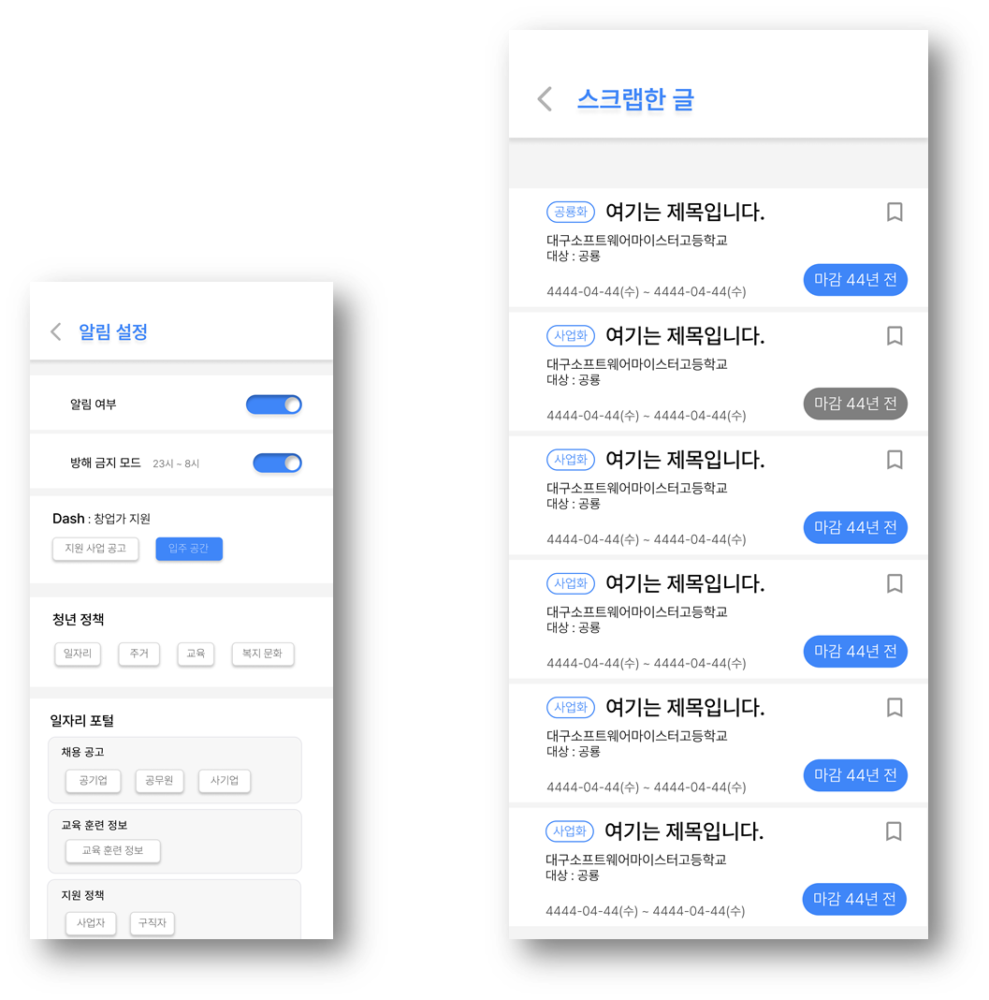 알림 설정
알림 여부
방해 금지 모드 23시 ~ 8시
Dash : 창업가 지원
지원 사업 공고 입주 공간
청년 정책
일자리 주거 교육 복지 문화
일자리 포털
채용 공고
공기업 공무원 사기업
교육 훈련 정보
교육 훈련 정보
지원 정책
사업자 구직자
스크랩한 글
공룡화 여기는 제목입니다.
대구소프트웨어마이스터고등학교
대상 : 공룡
마감 44년 전
4444-04-44(수) ~ 4444-04-44(수)
사업화 여기는 제목입니다.
대구소프트웨어마이스터고등학교
대상 : 공룡
마감 44년 전
4444-04-44(수) ~ 4444-04-44(수)
사업화 여기는 제목입니다.
대구소프트웨어마이스터고등학교
대상 : 공룡
마감 44년 전
4444-04-44(수) ~ 4444-04-44(수)
사업화 여기는 제목입니다.
대구소프트웨어마이스터고등학교
대상 : 공룡
마감 44년 전
4444-04-44(수) ~ 4444-04-44(수)
사업화 여기는 제목입니다.
대구소프트웨어마이스터고등학교
대상 : 공룡
마감 44년 전
4444-04-44(수) ~ 4444-04-44(수)
사업화 여기는 제목입니다.
대구소프트웨어마이스터고등학교
대상 : 공룡
마감 44년 전
4444-04-44(수) ~ 4444-04-44(수)